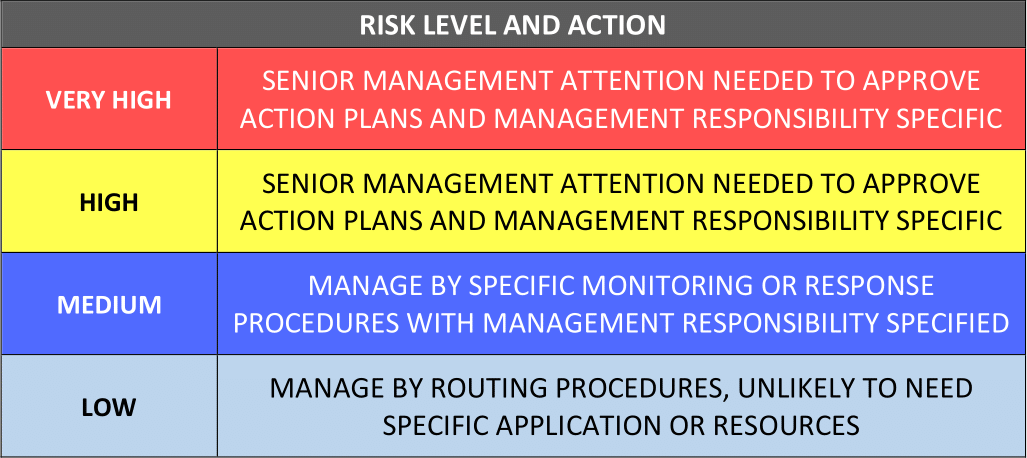 RISK LEVEL AND ACTION
VERY HIGH
SENIOR MANAGEMENT ATTENTION NEEDED TO APPROVE
ACTION PLANS AND MANAGEMENT RESPONSIBILITY SPECIFIC
HIGH
SENIOR MANAGEMENT ATTENTION NEEDED TO APPROVE
ACTION PLANS AND MANAGEMENT RESPONSIBILITY SPECIFIC
MEDIUM
MANAGE BY SPECIFIC MONITORING OR RESPONSE
PROCEDURES WITH MANAGEMENT RESPONSIBILITY SPECIFIED
LOW
MANAGE BY ROUTING PROCEDURES, UNLIKELY TO NEED
SPECIFIC APPLICATION OR RESOURCES